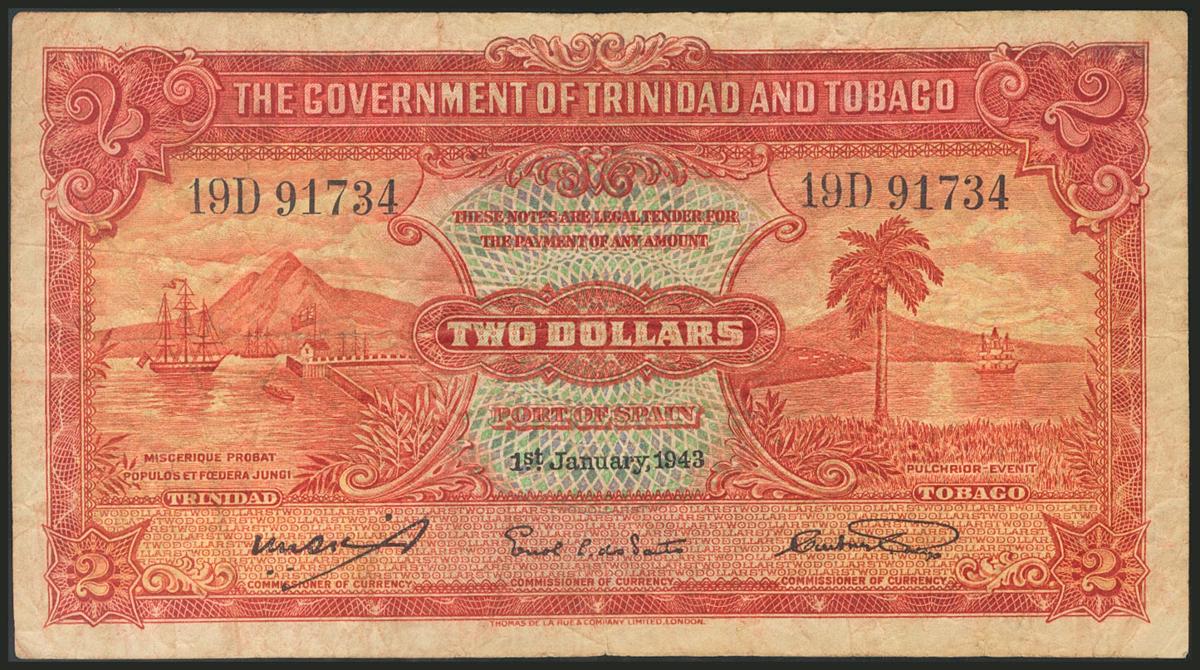 2 2
THE GOVERNMENT OF TRINIDAD AND TOBAGO
19D 91734 19D 91734
THESE NOTES ARE LEGAL TENDER FOR
THE PAYMENT OF ANY AMOUNT
TWO DOLLARS
PORT OF SPAIN
1st January, 1943
MISCERIQUE PROBAT
POPULOS ET FŒDERA JUNGI
TRINIDAD
PULCHRIOR-EVENIT
TOBAGO
2 2
COMMISSIONER OF CURRENCY COMMISSIONER OF CURRENCY COMMISSIONER OF CURRENCY
THOMAS DE LA RUE & COMPANY LIMITED, LONDON.